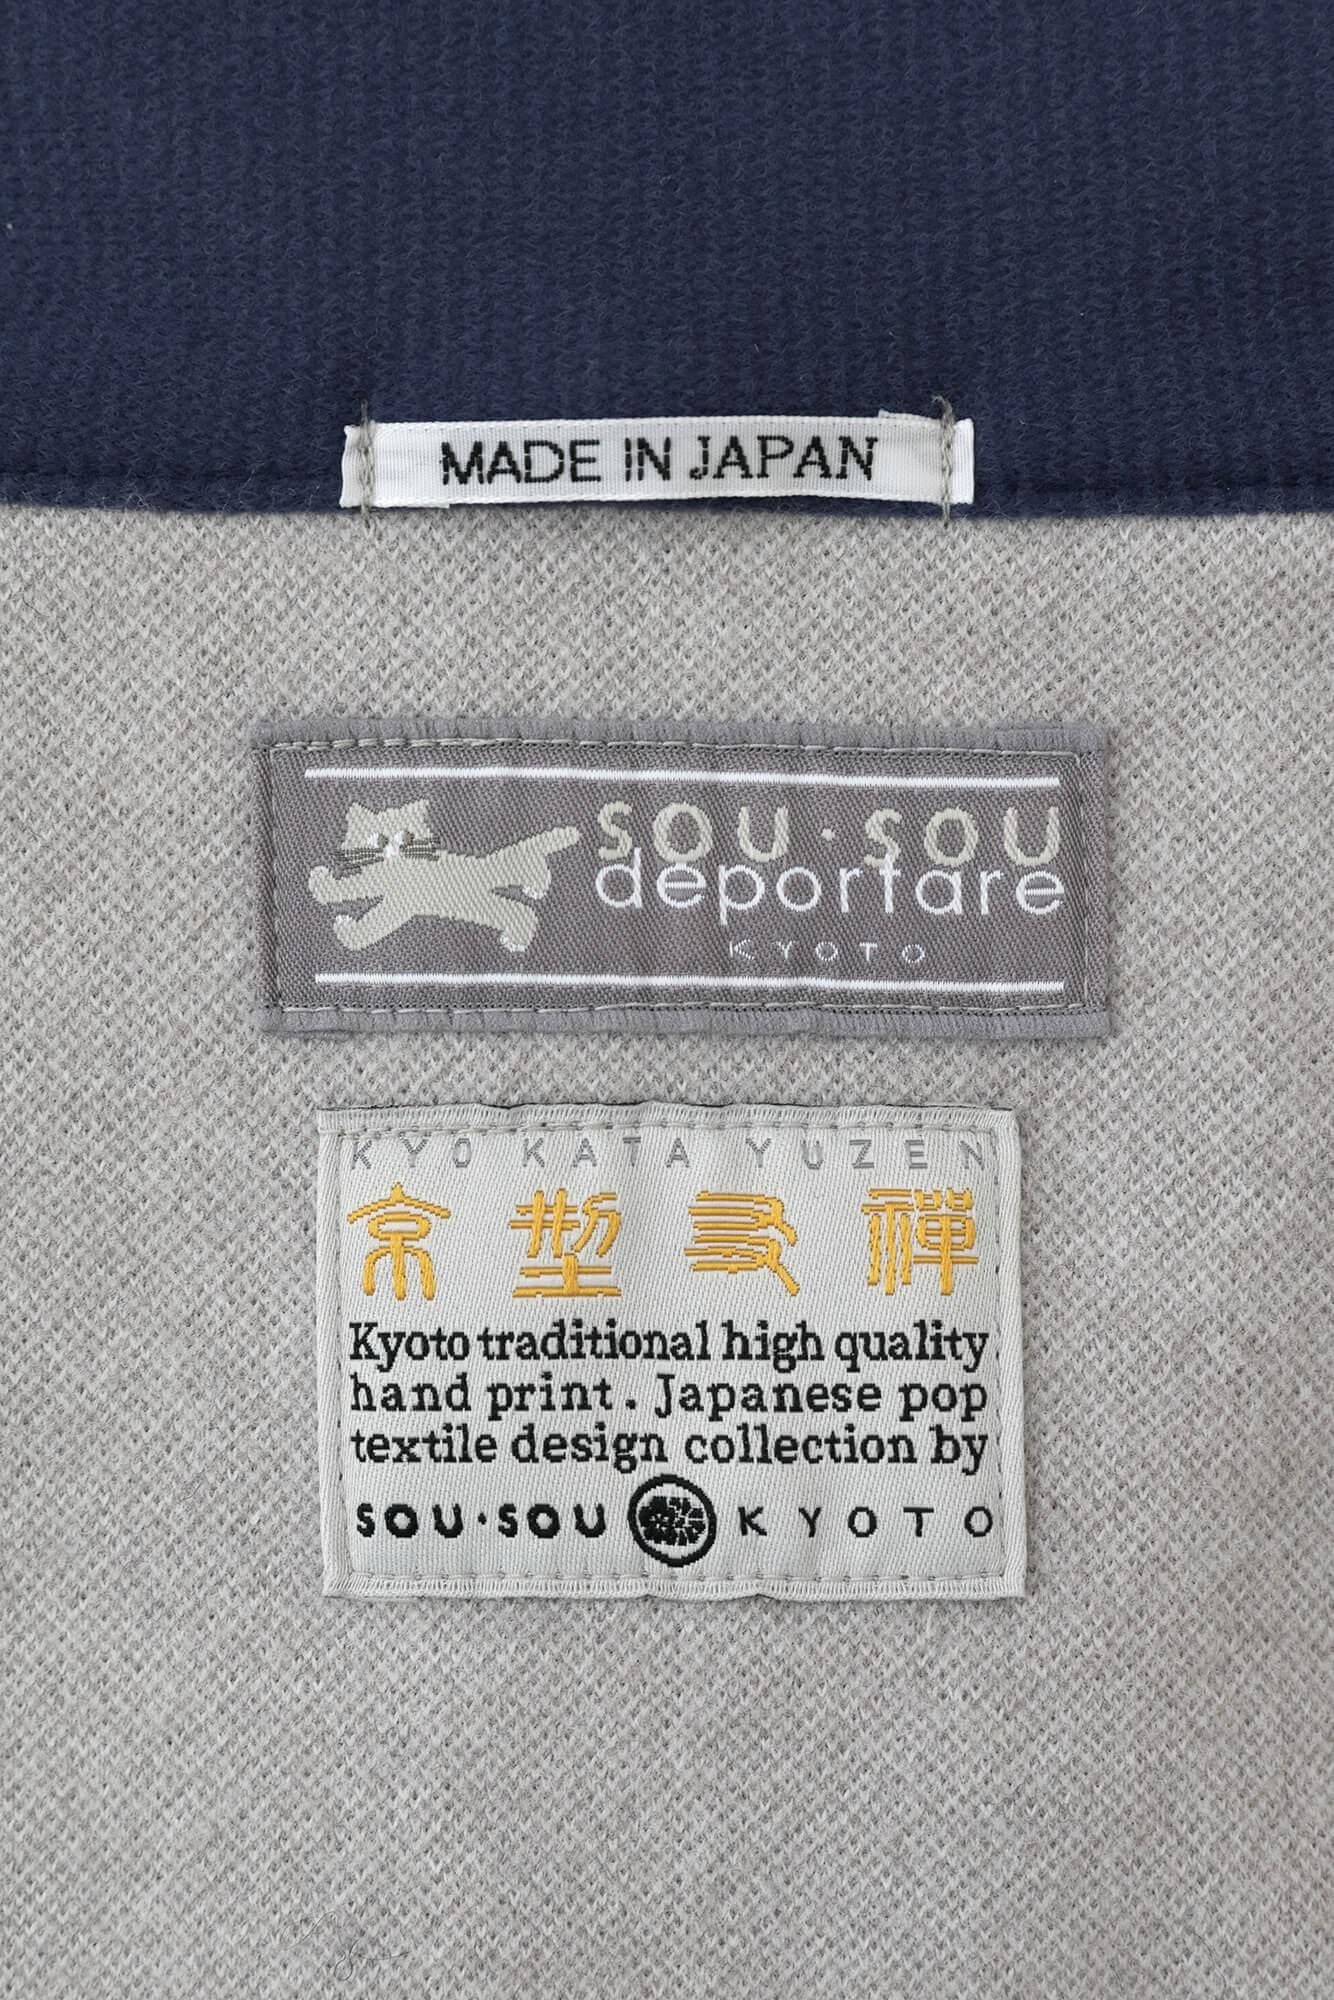 MADE IN JAPAN
SOU・SOU
deportare
KYOTO
KYO KATA YUZEN
京型友禅
Kyoto traditional high quality
hand print. Japanese pop
textile design collection by
SOU・SOU KYOTO